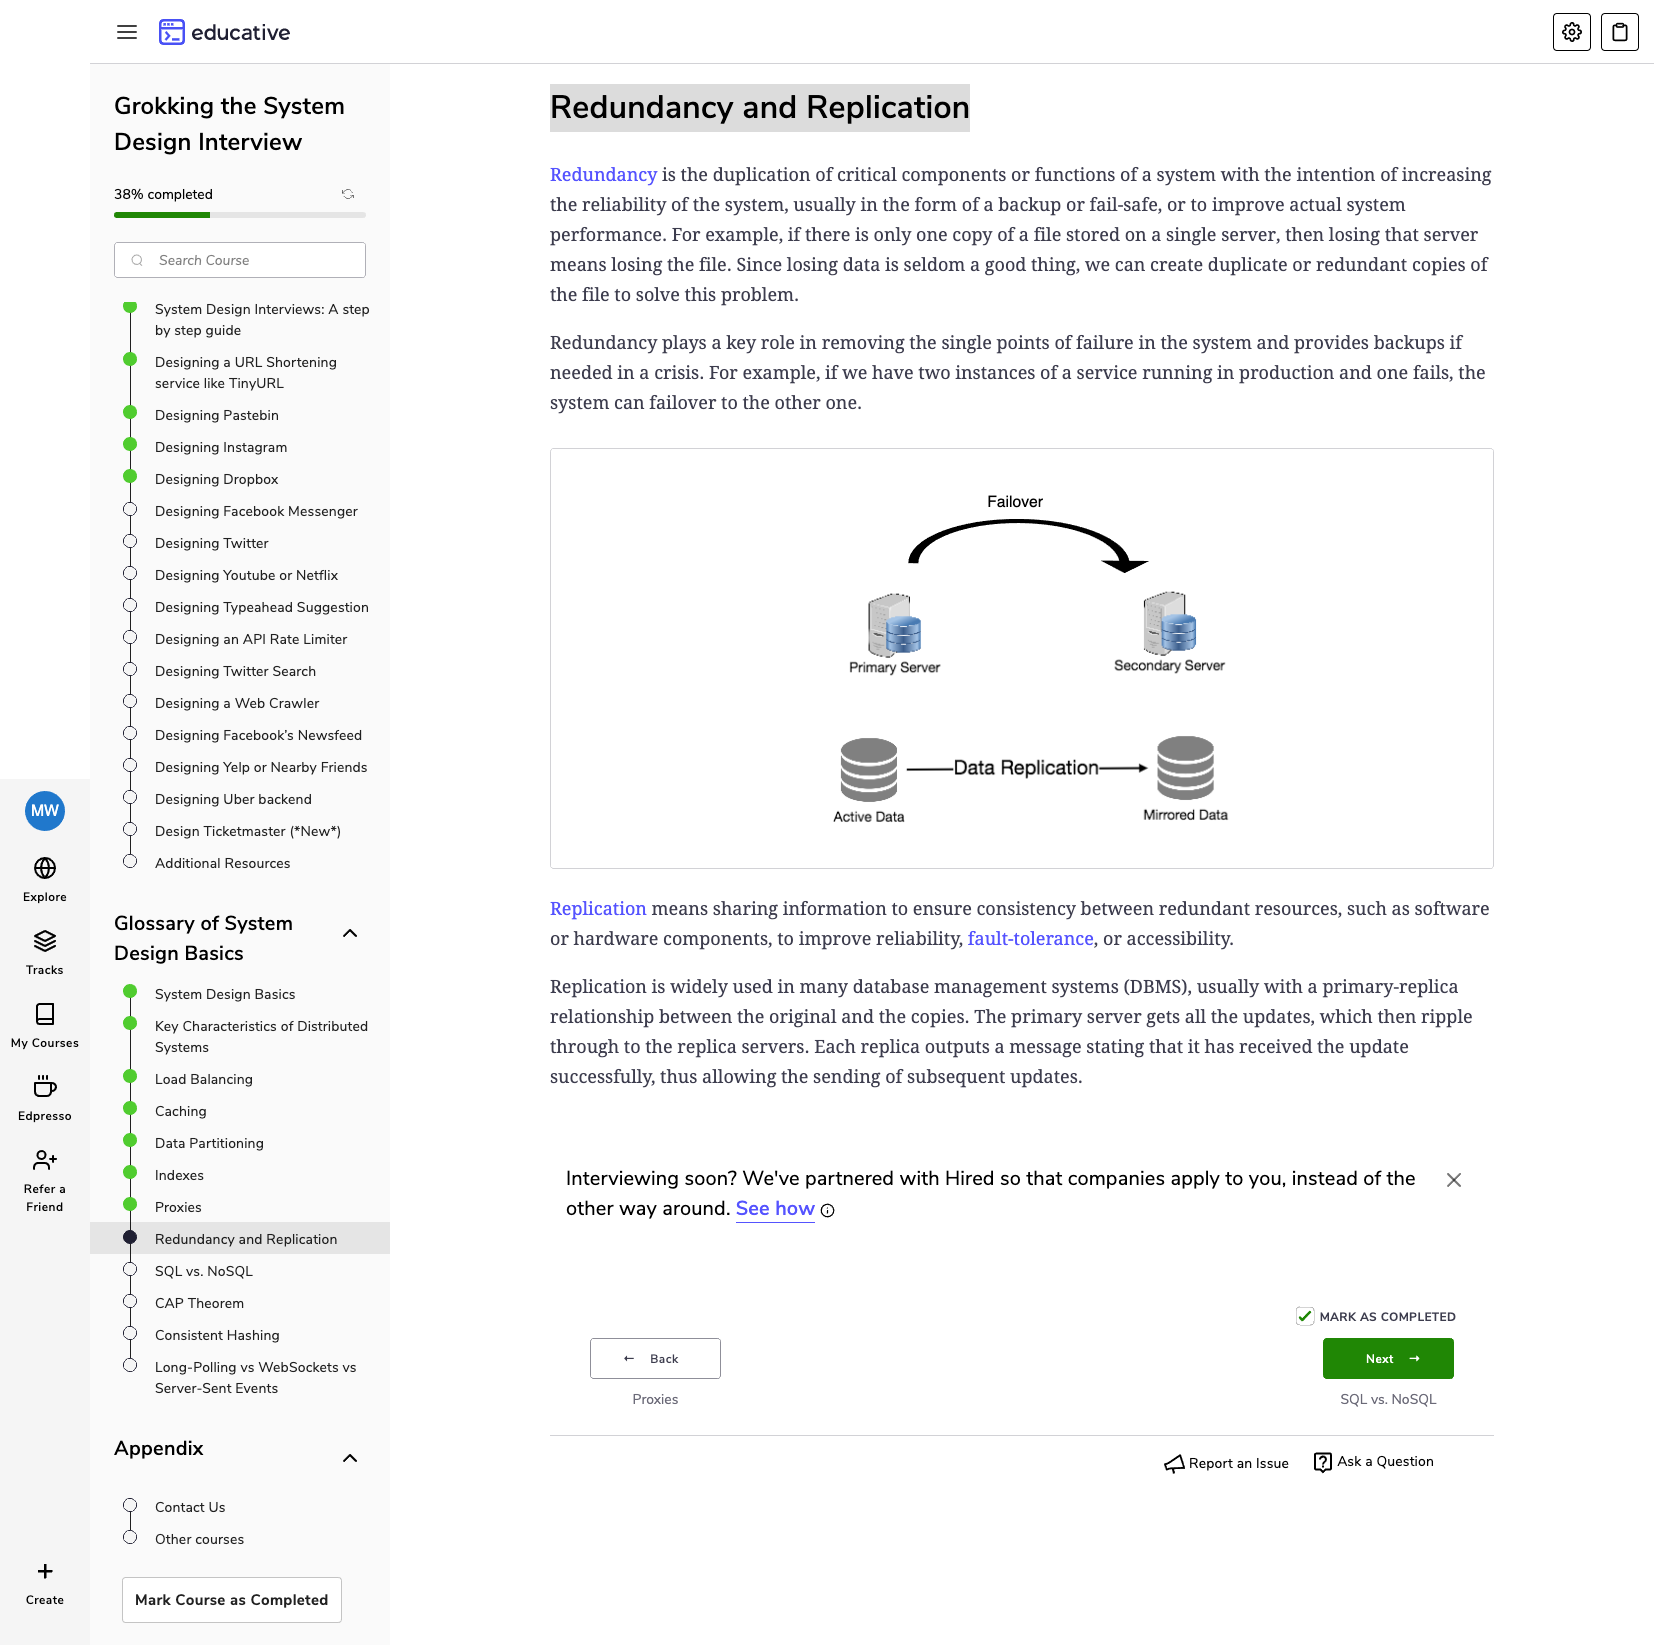 educative
Grokking the System
Design Interview
38% completed
Search Course
System Design Interviews: A step
by step guide
Designing a URL Shortening
service like TinyURL
Designing Pastebin
Designing Instagram
Designing Dropbox
Designing Facebook Messenger
Designing Twitter
Designing Youtube or Netflix
Designing Typeahead Suggestion
Designing an API Rate Limiter
Designing Twitter Search
Designing a Web Crawler
Designing Facebook’s Newsfeed
Designing Yelp or Nearby Friends
Designing Uber backend
Design Ticketmaster (*New*)
Additional Resources
Glossary of System
Design Basics
System Design Basics
Key Characteristics of Distributed
Systems
Load Balancing
Caching
Data Partitioning
Indexes
Proxies
Redundancy and Replication
SQL vs. NoSQL
CAP Theorem
Consistent Hashing
Long-Polling vs WebSockets vs
Server-Sent Events
Appendix
Contact Us
Other courses
Mark Course as Completed
MW
Explore
Tracks
My Courses
Edpresso
Refer a
Friend
Create
Redundancy and Replication
Redundancy is the duplication of critical components or functions of a system with the intention of increasing
the reliability of the system, usually in the form of a backup or fail-safe, or to improve actual system
performance. For example, if there is only one copy of a file stored on a single server, then losing that server
means losing the file. Since losing data is seldom a good thing, we can create duplicate or redundant copies of
the file to solve this problem.
Redundancy plays a key role in removing the single points of failure in the system and provides backups if
needed in a crisis. For example, if we have two instances of a service running in production and one fails, the
system can failover to the other one.
Failover
Primary Server
Secondary Server
Data Replication
Active Data
Mirrored Data
Replication means sharing information to ensure consistency between redundant resources, such as software
or hardware components, to improve reliability, fault-tolerance, or accessibility.
Replication is widely used in many database management systems (DBMS), usually with a primary-replica
relationship between the original and the copies. The primary server gets all the updates, which then ripple
through to the replica servers. Each replica outputs a message stating that it has received the update
successfully, thus allowing the sending of subsequent updates.
Interviewing soon? We've partnered with Hired so that companies apply to you, instead of the
other way around. See how
MARK AS COMPLETED
← Back
Next →
Proxies
SQL vs. NoSQL
Report an Issue
Ask a Question